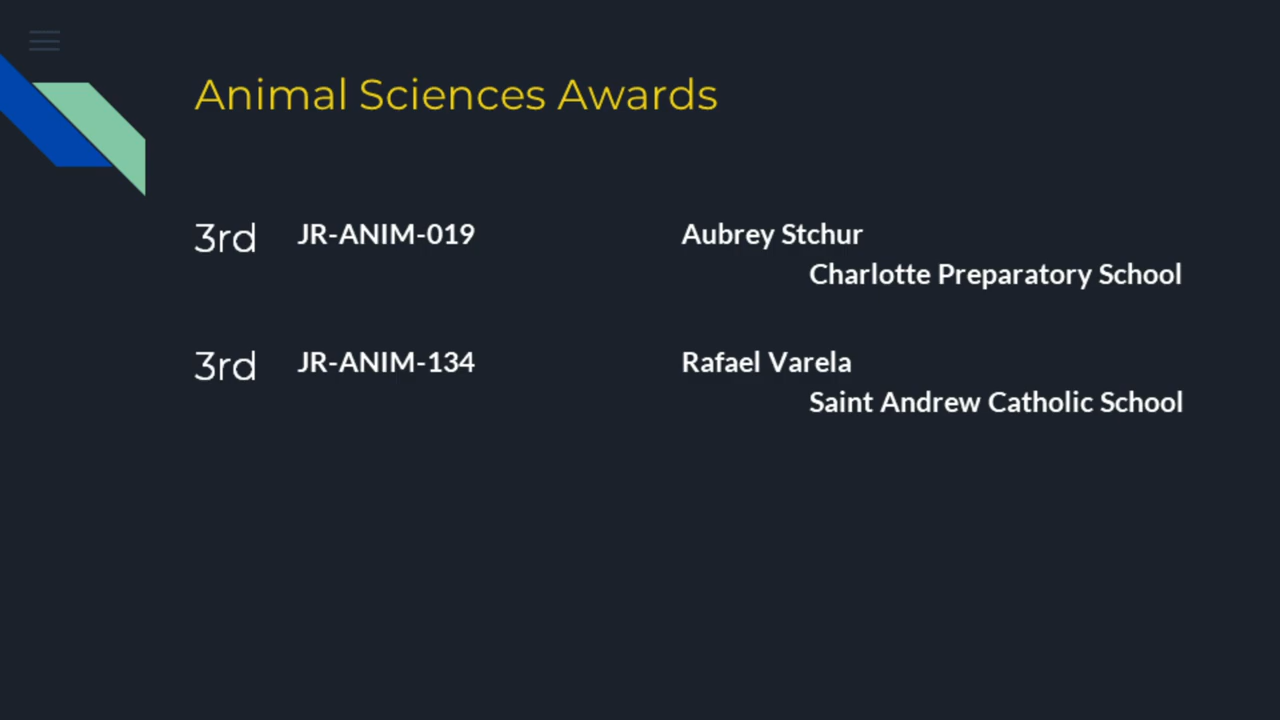 Animal Sciences Awards
3rd JR-ANIM-019 Aubrey Stchur
Charlotte Preparatory School
3rd JR-ANIM-134 Rafael Varela
Saint Andrew Catholic School